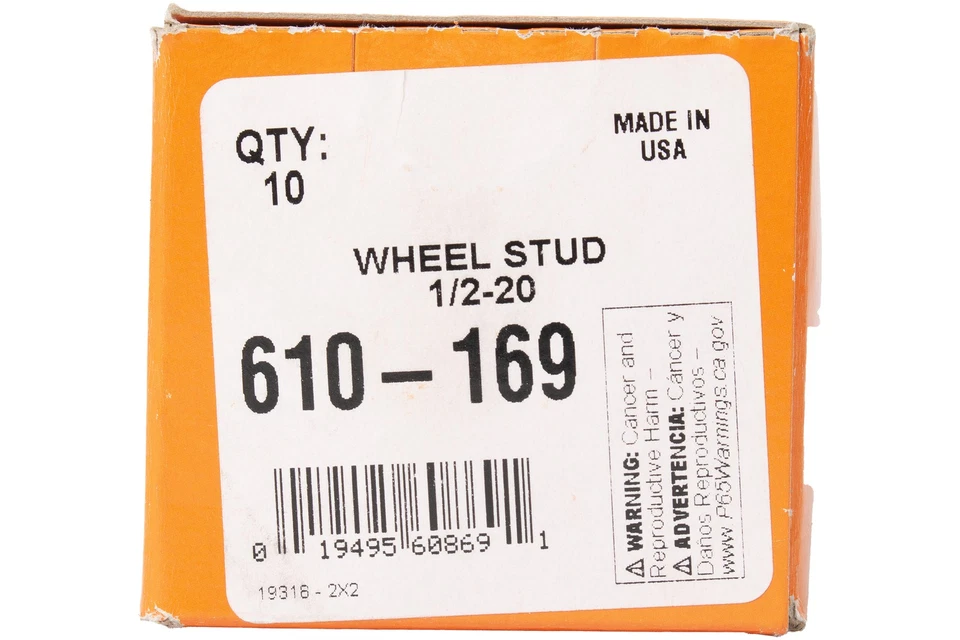 QTY:
10
MADE IN
USA
WHEEL STUD
1/2-20
610-169
⚠ WARNING: Cancer and
Reproductive Harm –
⚠ ADVERTENCIA: Cáncer y
Daños Reproductivos –
www.P65Warnings.ca.gov
0 19495 60869 1
19316 - 2X2